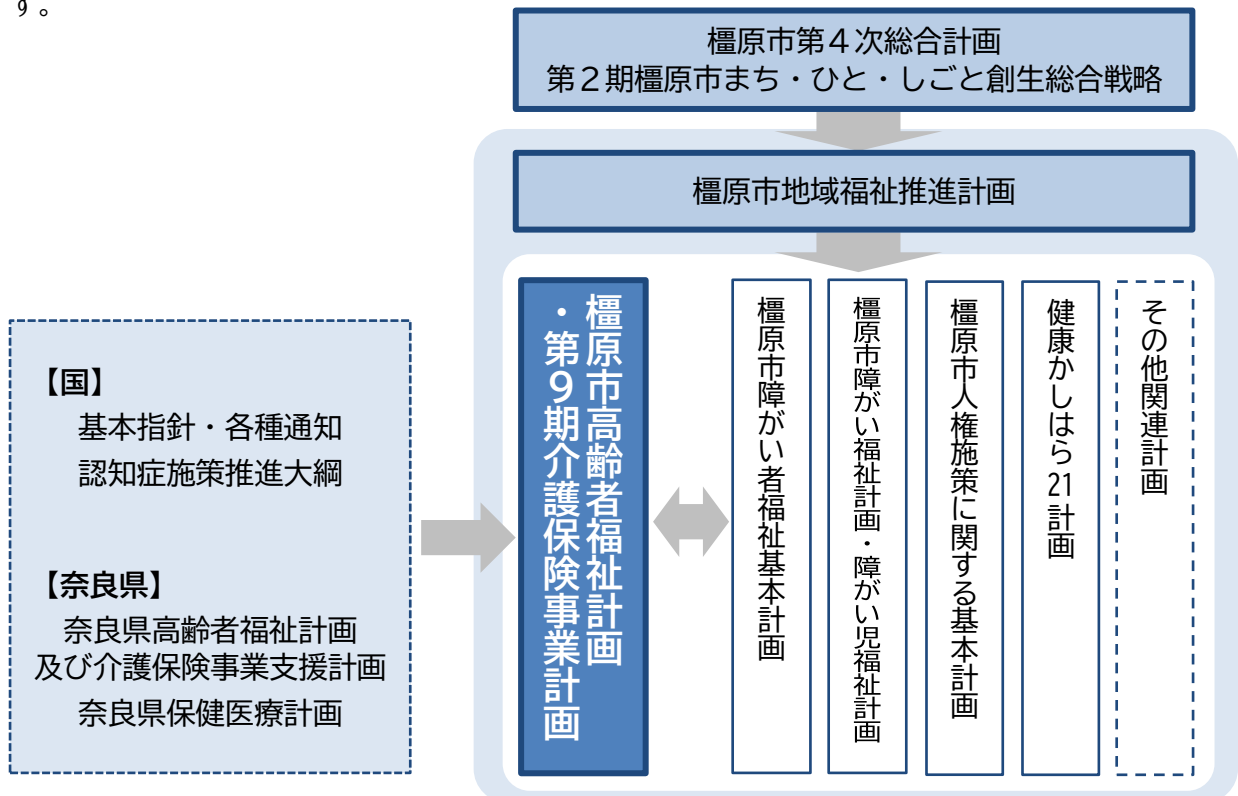 す。
橿原市第４次総合計画
第２期橿原市まち・ひと・しごと創生総合戦略
橿原市地域福祉推進計画
【国】
基本指針・各種通知
認知症施策推進大綱
【奈良県】
奈良県高齢者福祉計画
及び介護保険事業支援計画
奈良県保健医療計画
橿原市高齢者福祉計画
・第９期介護保険事業計画
橿原市障がい者福祉基本計画
橿原市障がい福祉計画・障がい児福祉計画
橿原市人権施策に関する基本計画
健康かしはら21計画
その他関連計画